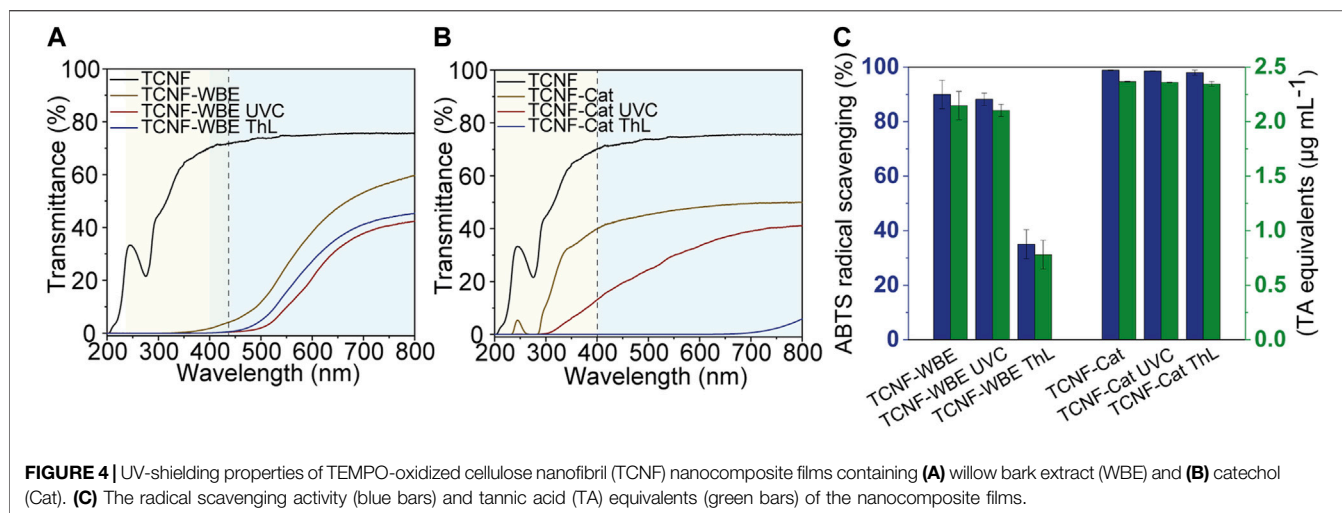 A
B
C
100
80
60
40
20
0
Transmittance (%)
TCNF
TCNF-WBE
TCNF-WBE UVC
TCNF-WBE ThL
200 300 400 500 600 700 800
Wavelength (nm)
100
80
60
40
20
0
Transmittance (%)
TCNF
TCNF-Cat
TCNF-Cat UVC
TCNF-Cat ThL
200 300 400 500 600 700 800
Wavelength (nm)
ABTS radical scavenging (%)
100
80
60
40
20
0
2.5
2.0
1.5
1.0
0.5
0.0
(TA equivalents (µg mL⁻¹)
TCNF-WBE
TCNF-WBE UVC
TCNF-WBE ThL
TCNF-Cat
TCNF-Cat UVC
TCNF-Cat ThL
FIGURE 4 | UV-shielding properties of TEMPO-oxidized cellulose nanofibril (TCNF) nanocomposite films containing (A) willow bark extract (WBE) and (B) catechol
(Cat). (C) The radical scavenging activity (blue bars) and tannic acid (TA) equivalents (green bars) of the nanocomposite films.